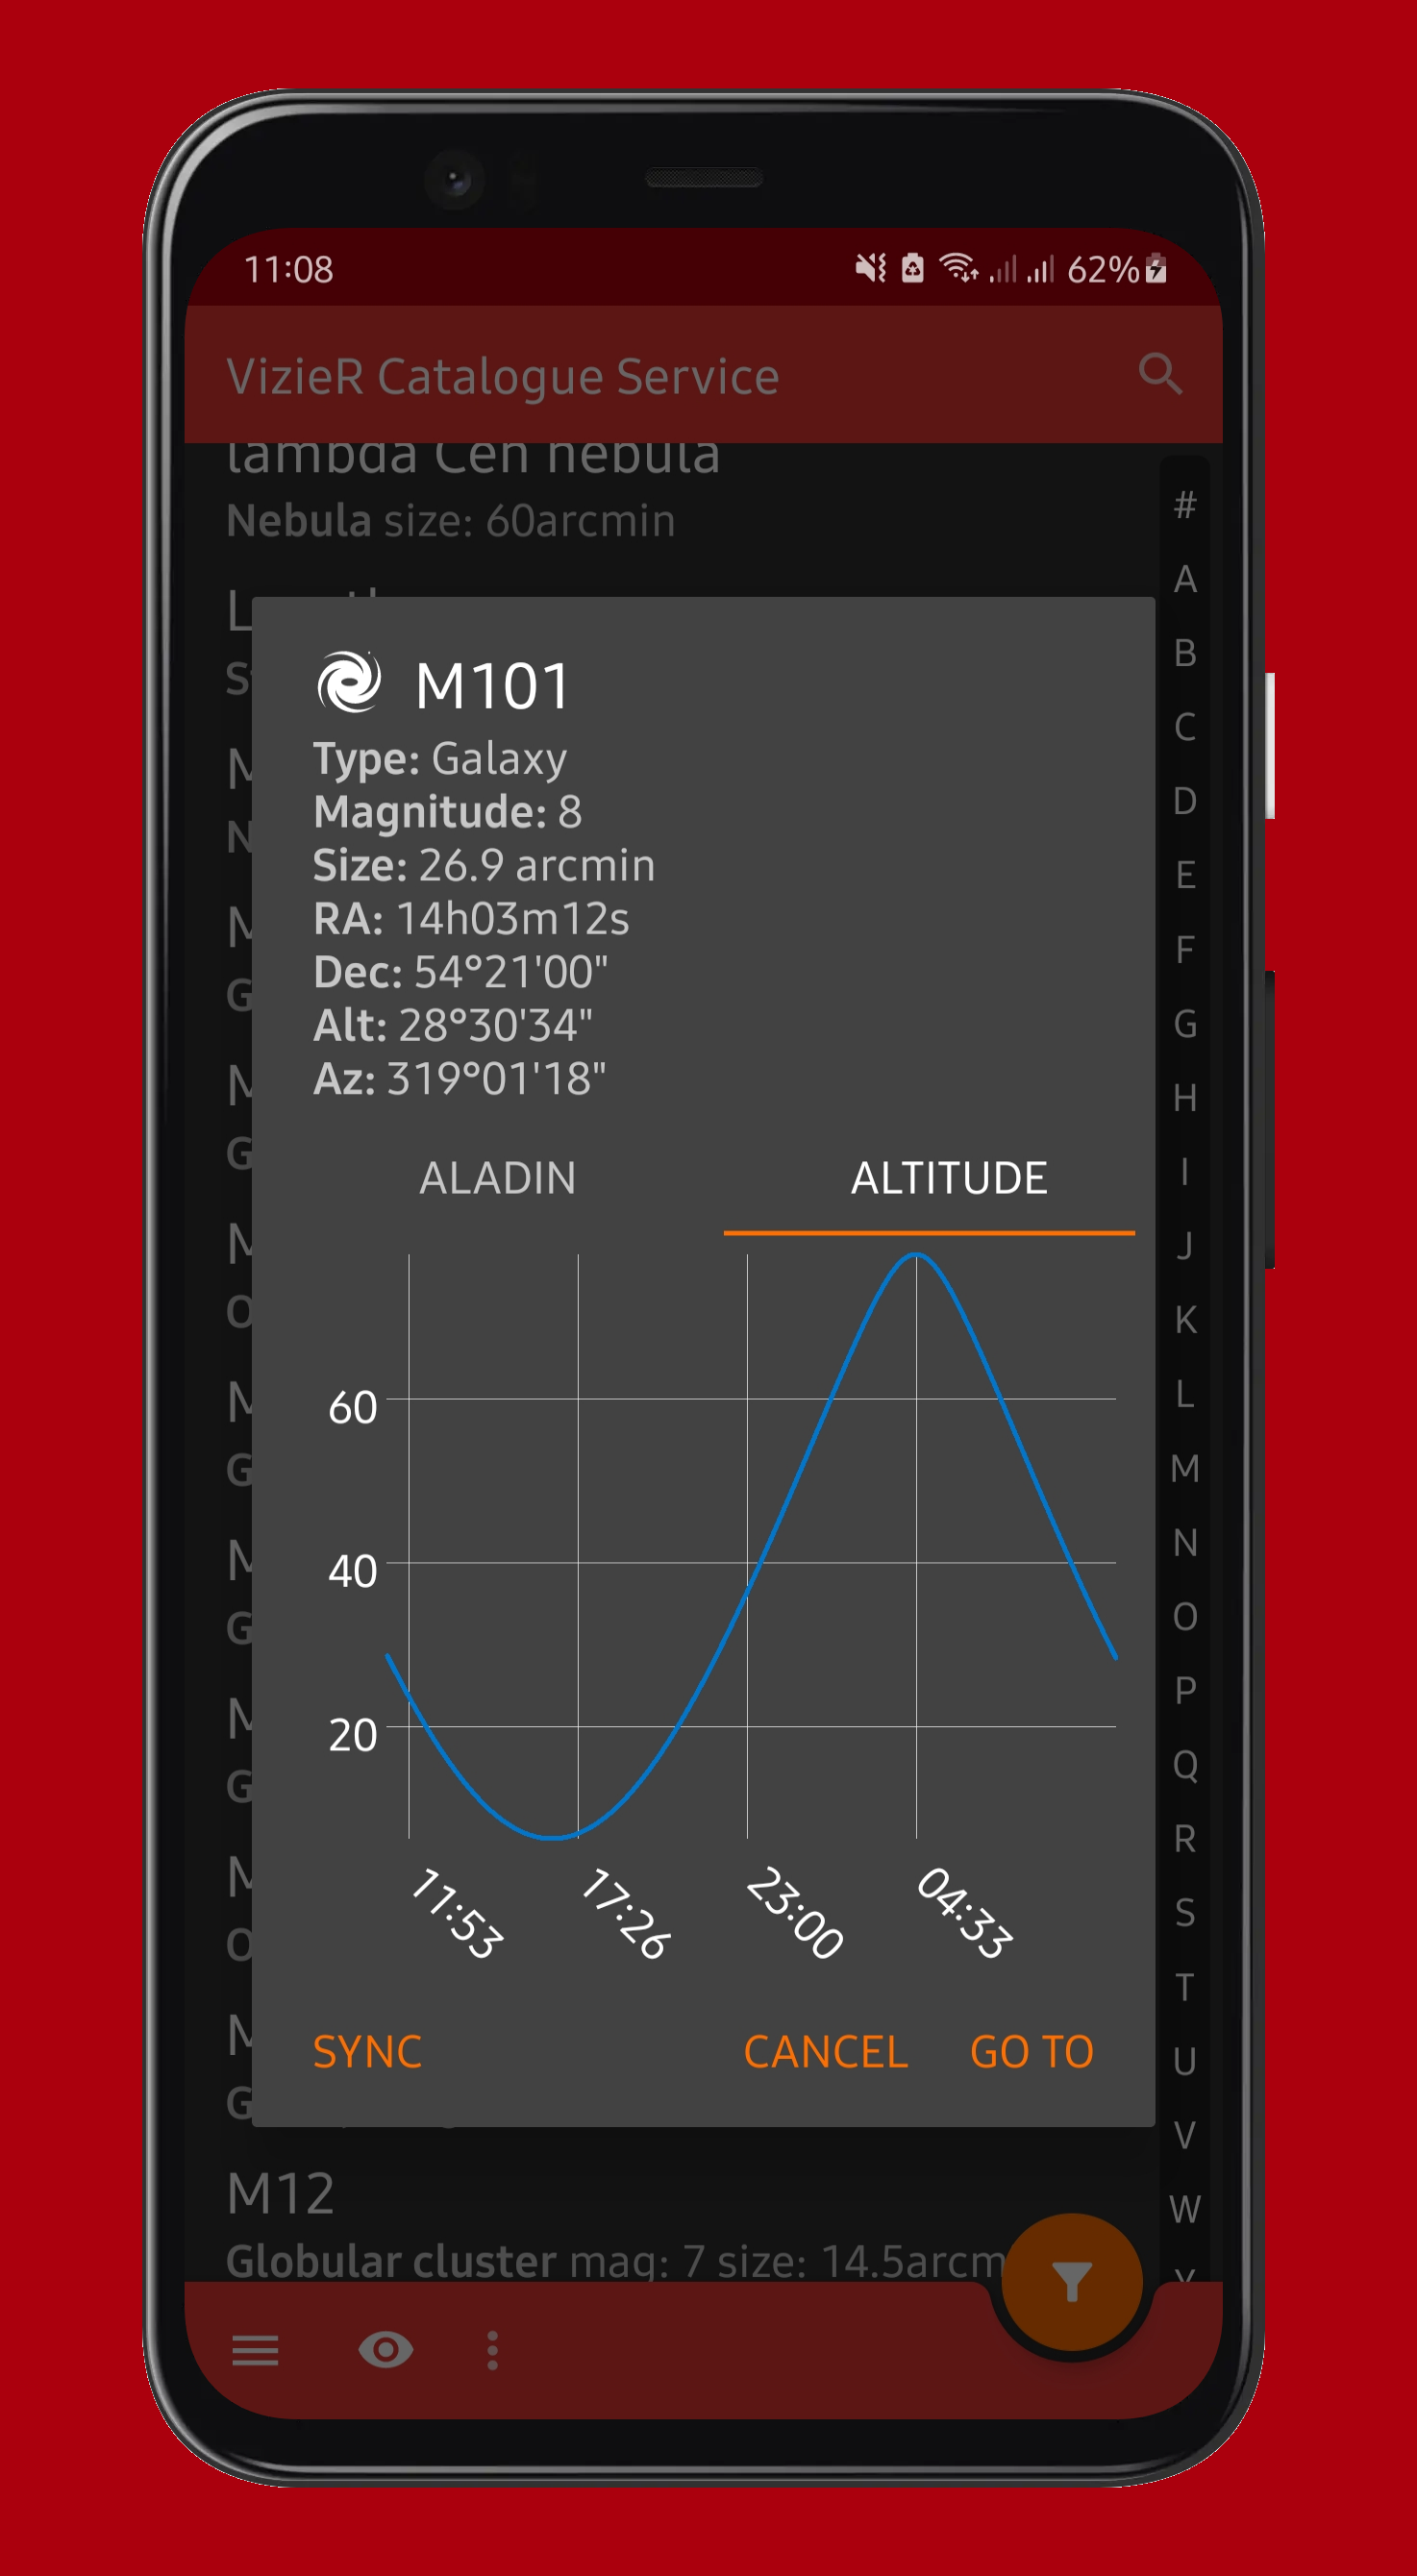 11:08 62%
VizieR Catalogue Service
lambda Cen nebula
Nebula size: 60arcmin
M101
Type: Galaxy
Magnitude: 8
Size: 26.9 arcmin
RA: 14h03m12s
Dec: 54°21'00"
Alt: 28°30'34"
Az: 319°01'18"
ALADIN ALTITUDE
60
40
20
11:53 17:26 23:00 04:33
SYNC CANCEL GO TO
M12
Globular cluster mag: 7 size: 14.5arcm
#
A
B
C
D
E
F
G
H
I
J
K
L
M
N
O
P
Q
R
S
T
U
V
W